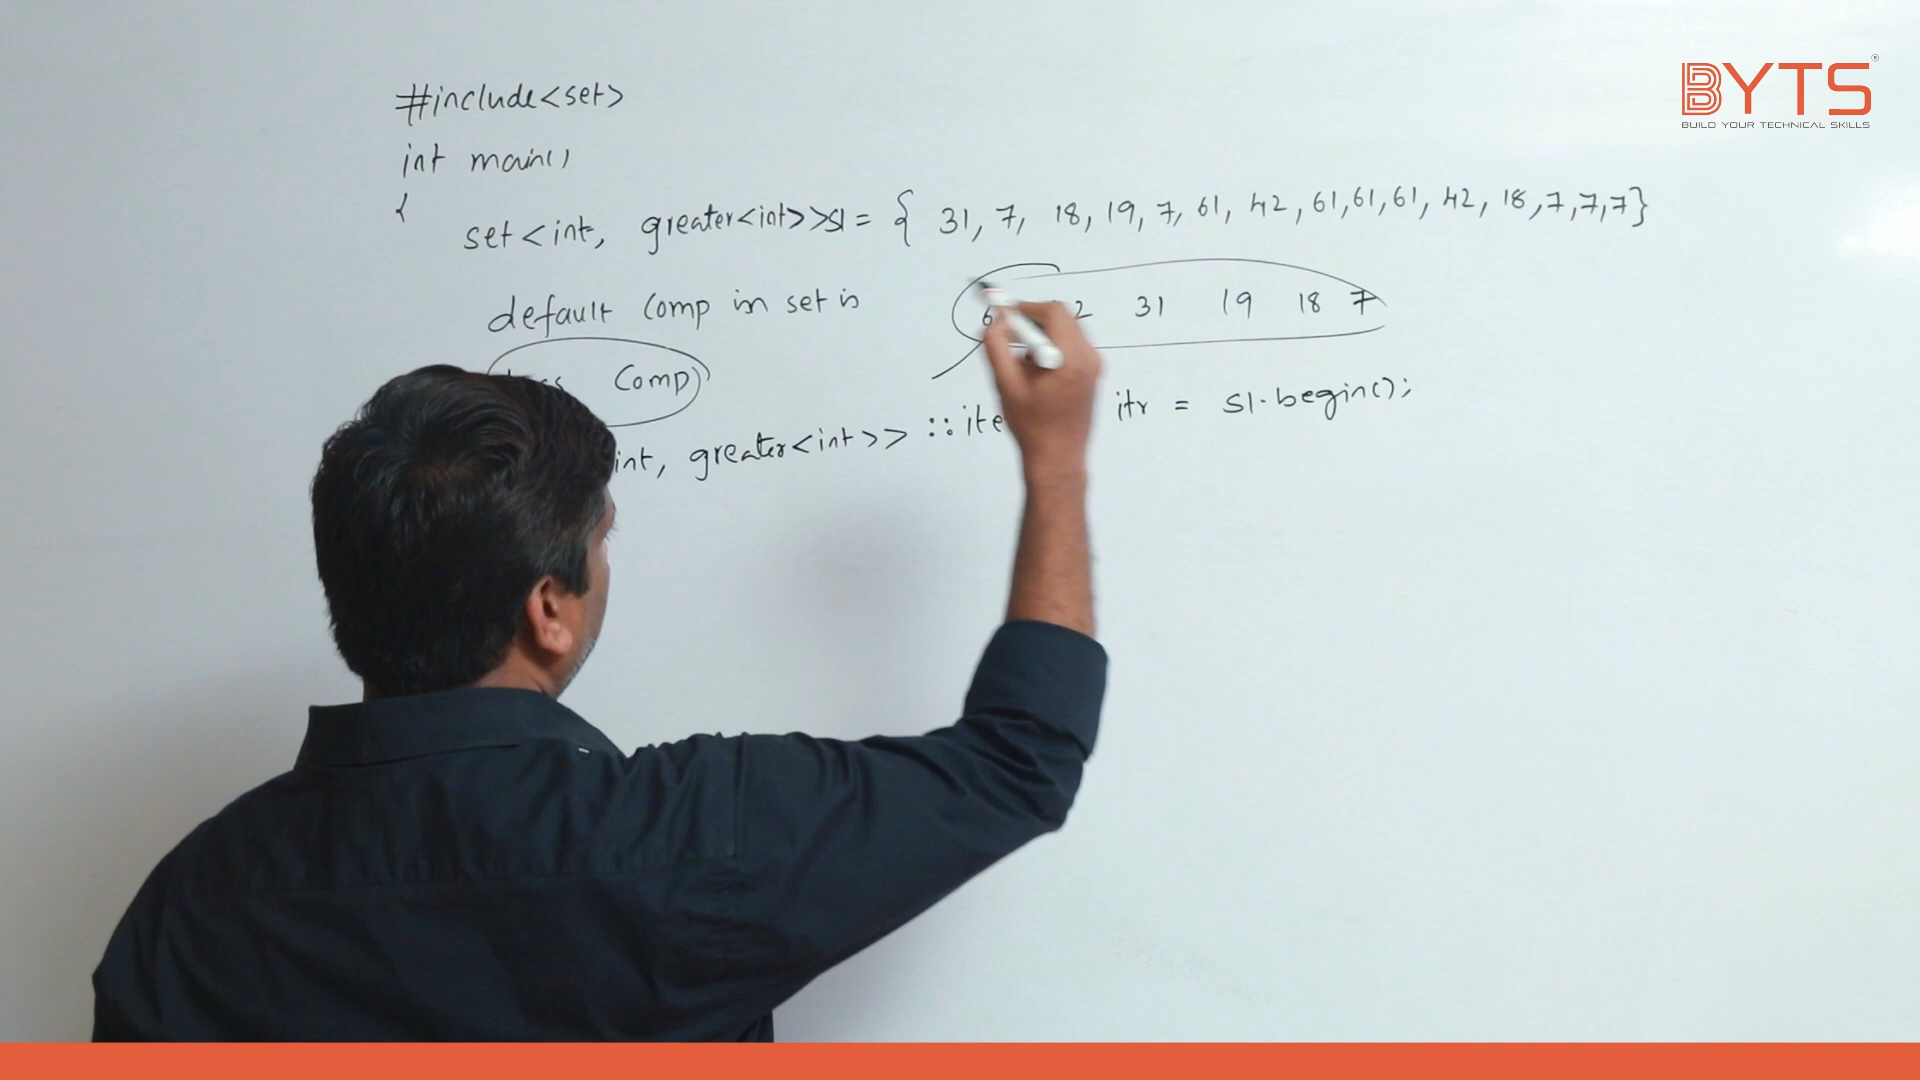 BYTS
BUILD YOUR TECHNICAL SKILLS
#include<set>
int main()
{
set<int, greater<int>>s1 = { 31, 7, 18, 19, 7, 61, 42, 61, 61, 61, 42, 18, 7, 7, 7}
default comp in set is
31 19 18 7
Comp
int, greater<int>> :: itr = s1.begin();